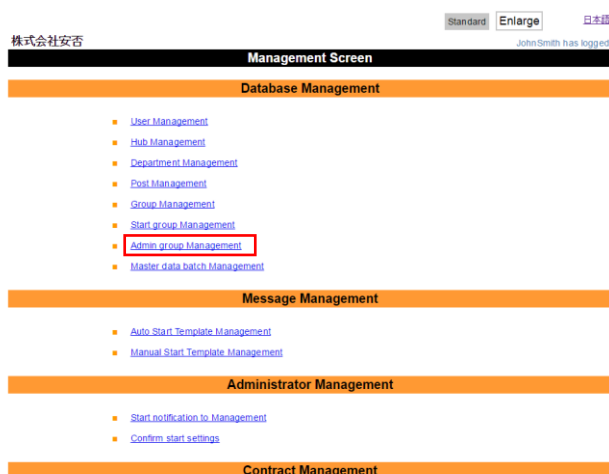 Standard Enlarge 日本語
株式会社安否
JohnSmith has logged
Management Screen
Database Management
User Management
Hub Management
Department Management
Post Management
Group Management
Start group Management
Admin group Management
Master data batch Management
Message Management
Auto Start Template Management
Manual Start Template Management
Administrator Management
Start notification to Management
Confirm start settings
Contract Management